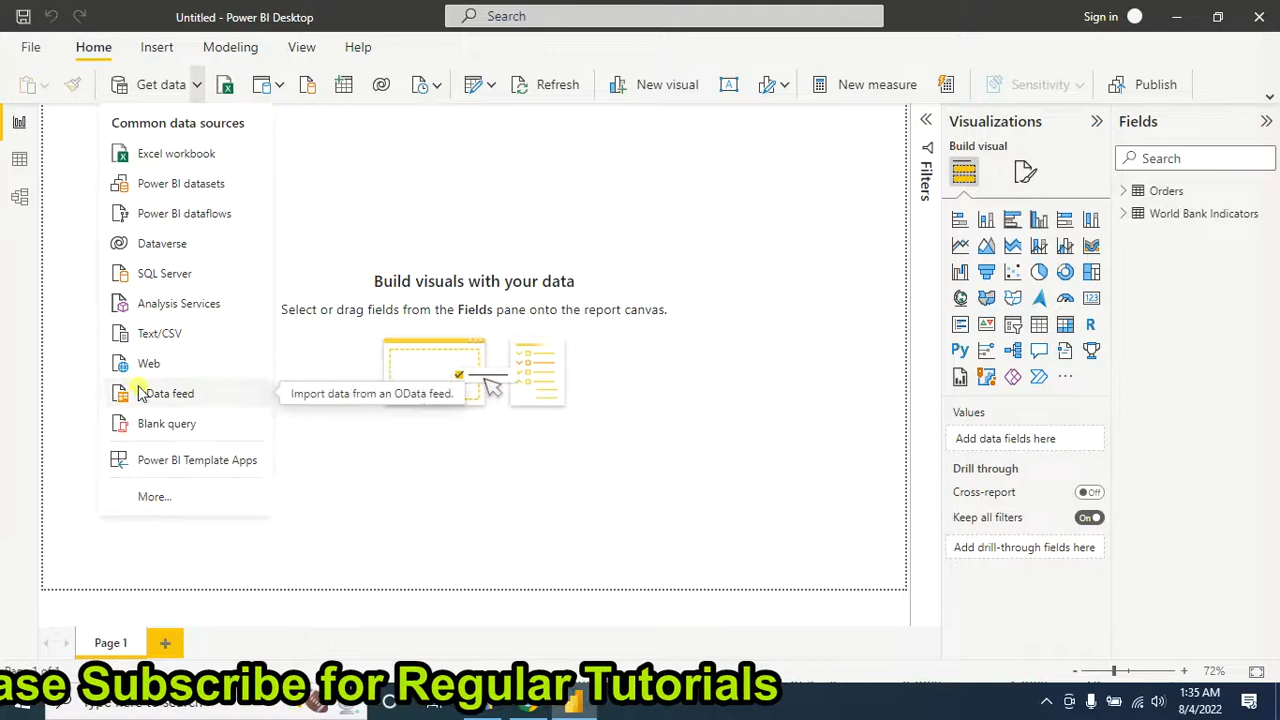 Untitled - Power BI Desktop
Search
Sign in
File
Home
Insert
Modeling
View
Help
Get data
Refresh
New visual
New measure
Sensitivity
Publish
Common data sources
Excel workbook
Power BI datasets
Power BI dataflows
Dataverse
SQL Server
Analysis Services
Text/CSV
Web
Data feed
Import data from an OData feed.
Blank query
Power BI Template Apps
More...
Build visuals with your data
Select or drag fields from the Fields pane onto the report canvas.
Filters
Visualizations
Build visual
123
R
Py
Values
Add data fields here
Drill through
Cross-report
Off
Keep all filters
On
Add drill-through fields here
Fields
Search
Orders
World Bank Indicators
Page 1
72%
ase Subscribe for Regular Tutorials
1:35 AM
8/4/2022